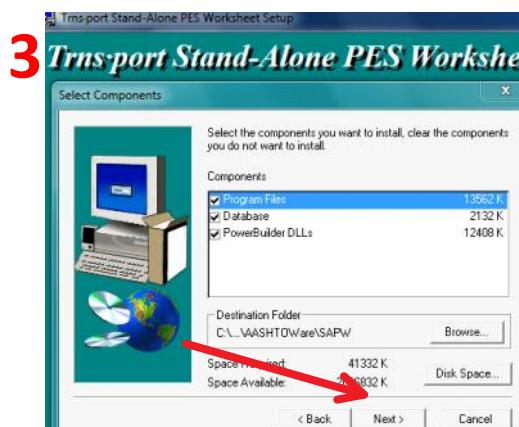 Trns·port Stand-Alone PES Worksheet Setup
3
Trns·port Stand-Alone PES Workshe
Select Components
x
Select the components you want to install, clear the components
you do not want to install.
Components
Program Files 13562 K
Database 2132 K
PowerBuilder DLLs 12408 K
Destination Folder
C:\...\AASHTOWare\SAPW Browse...
Space 41332 K
Disk Space...
Space Available: K
< Back Next > Cancel